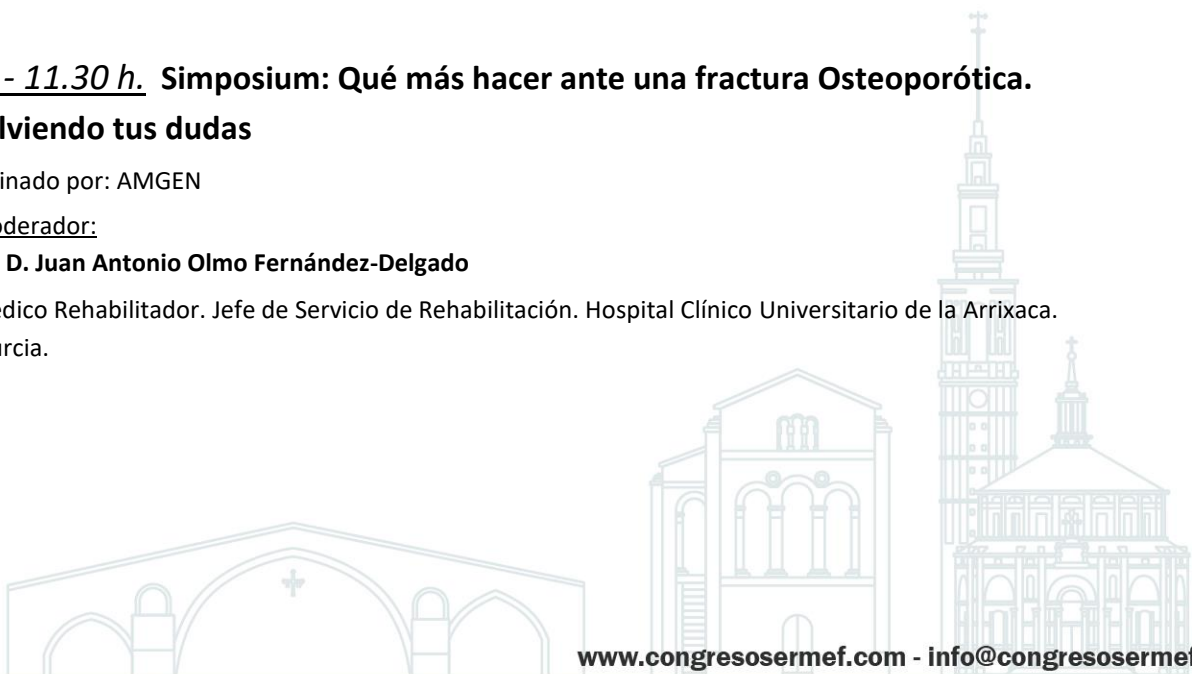 - 11.30 h. Simposium: Qué más hacer ante una fractura Osteoporótica.
lviendo tus dudas
inado por: AMGEN
oderador:
D. Juan Antonio Olmo Fernández-Delgado
édico Rehabilitador. Jefe de Servicio de Rehabilitación. Hospital Clínico Universitario de la Arrixaca.
urcia.
www.congresosermef.com - info@congresosermef